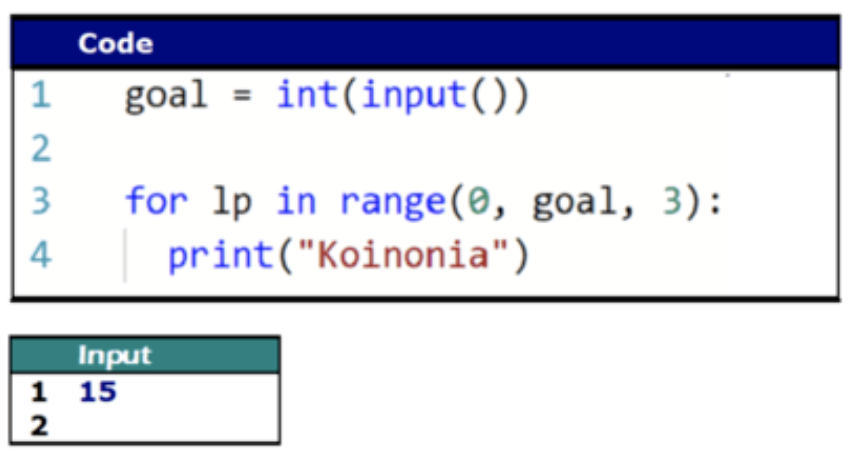 Code
1 goal = int(input())
2
3 for lp in range(0, goal, 3):
4 print("Koinonia")
Input
1 15
2